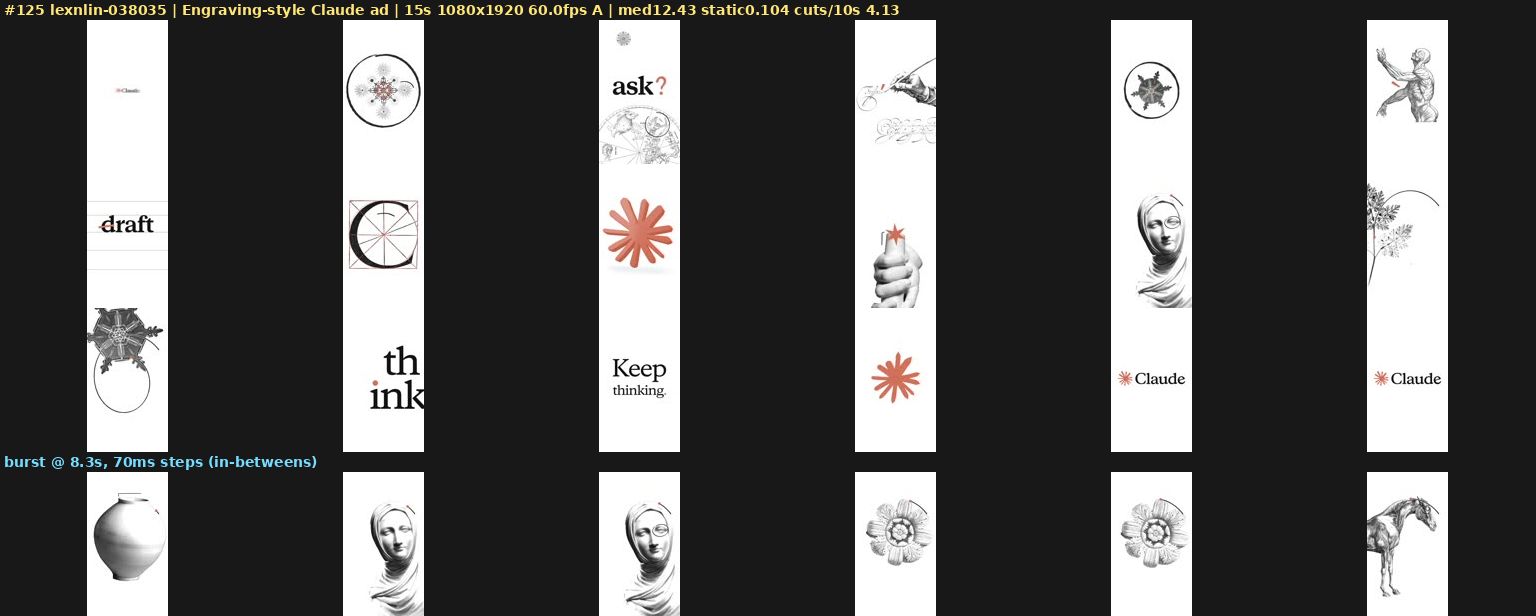 #125 lexnlin-038035 | Engraving-style Claude ad | 15s 1080x1920 60.0fps A | med12.43 static0.104 cuts/10s 4.13
Claude
ask?
draft
C
th
ink
Keep
thinking.
Claude
Claude
burst @ 8.3s, 70ms steps (in-betweens)